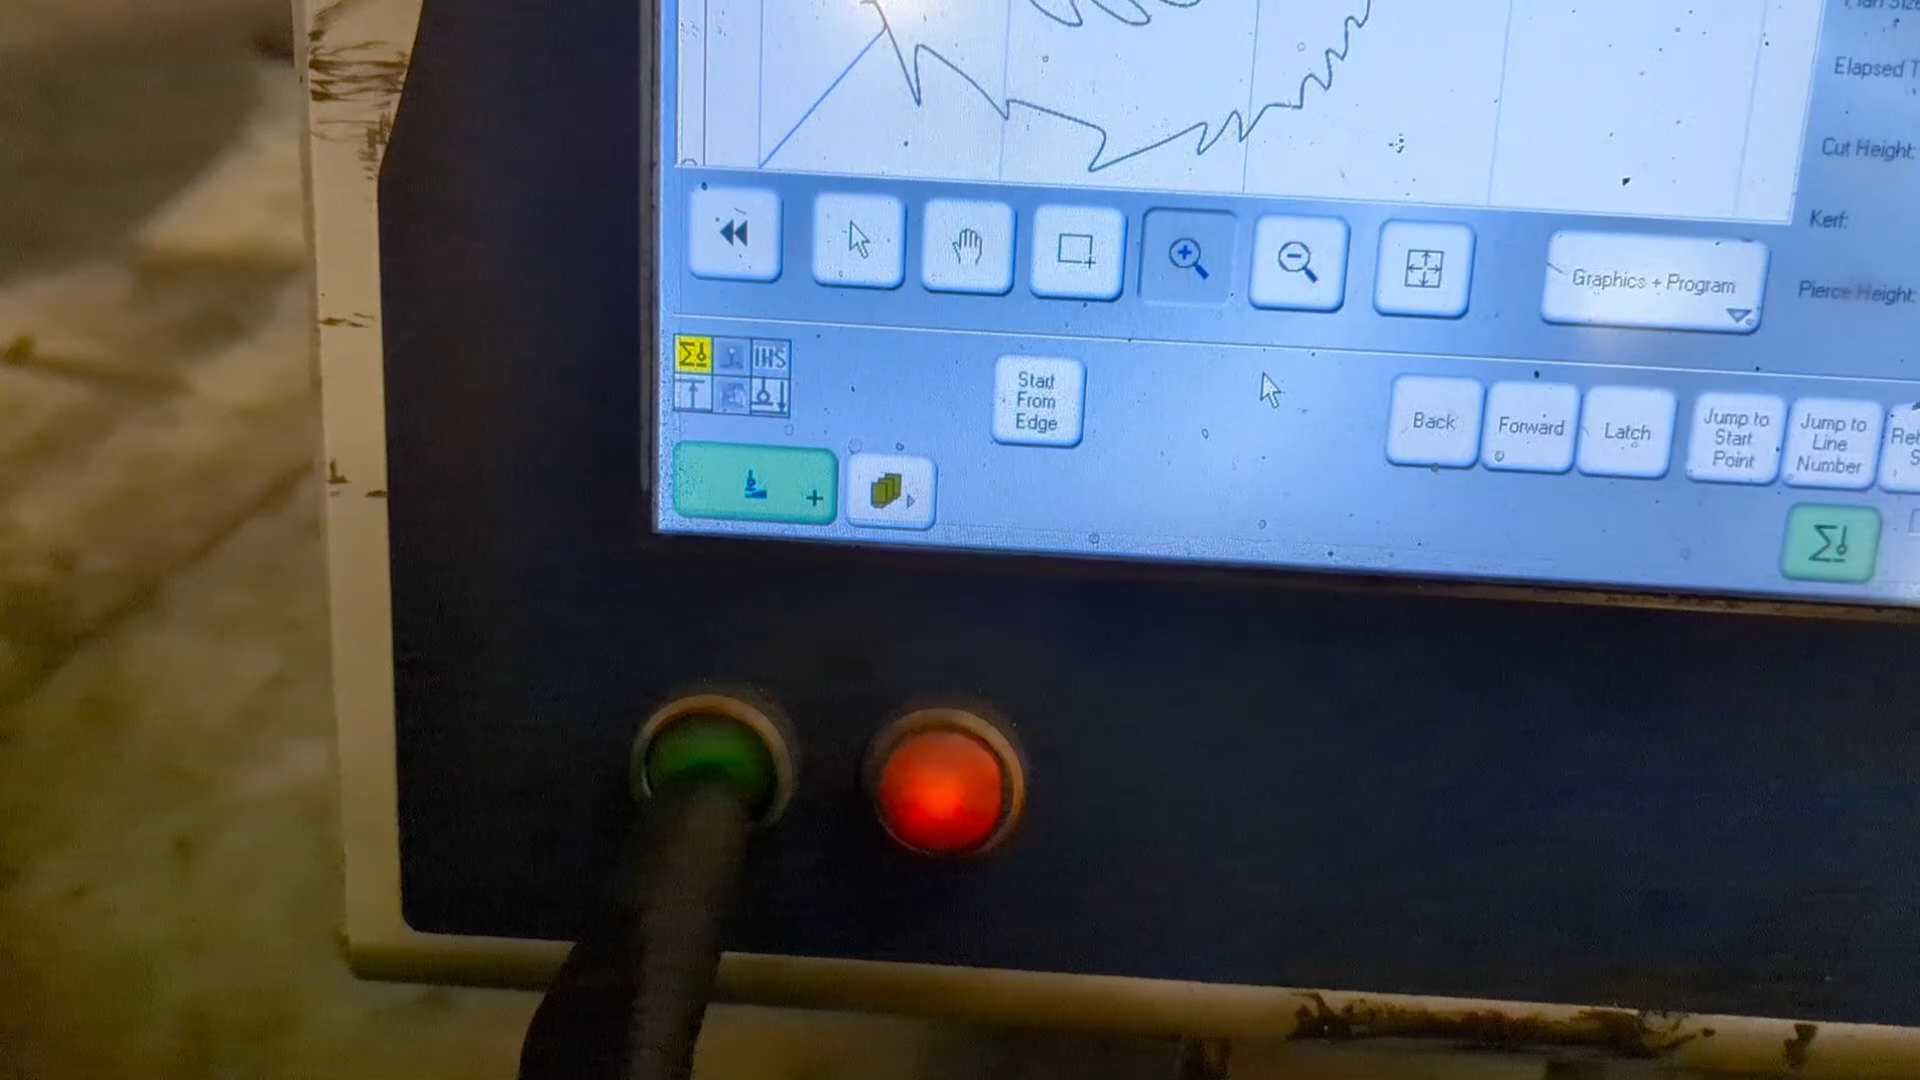 Elapsed T
Cut Height:
Kerf:
Pierce Height:
Graphics + Program
IHS
Start
From
Edge
Back
Forward
Latch
Jump to
Start
Point
Jump to
Line
Number